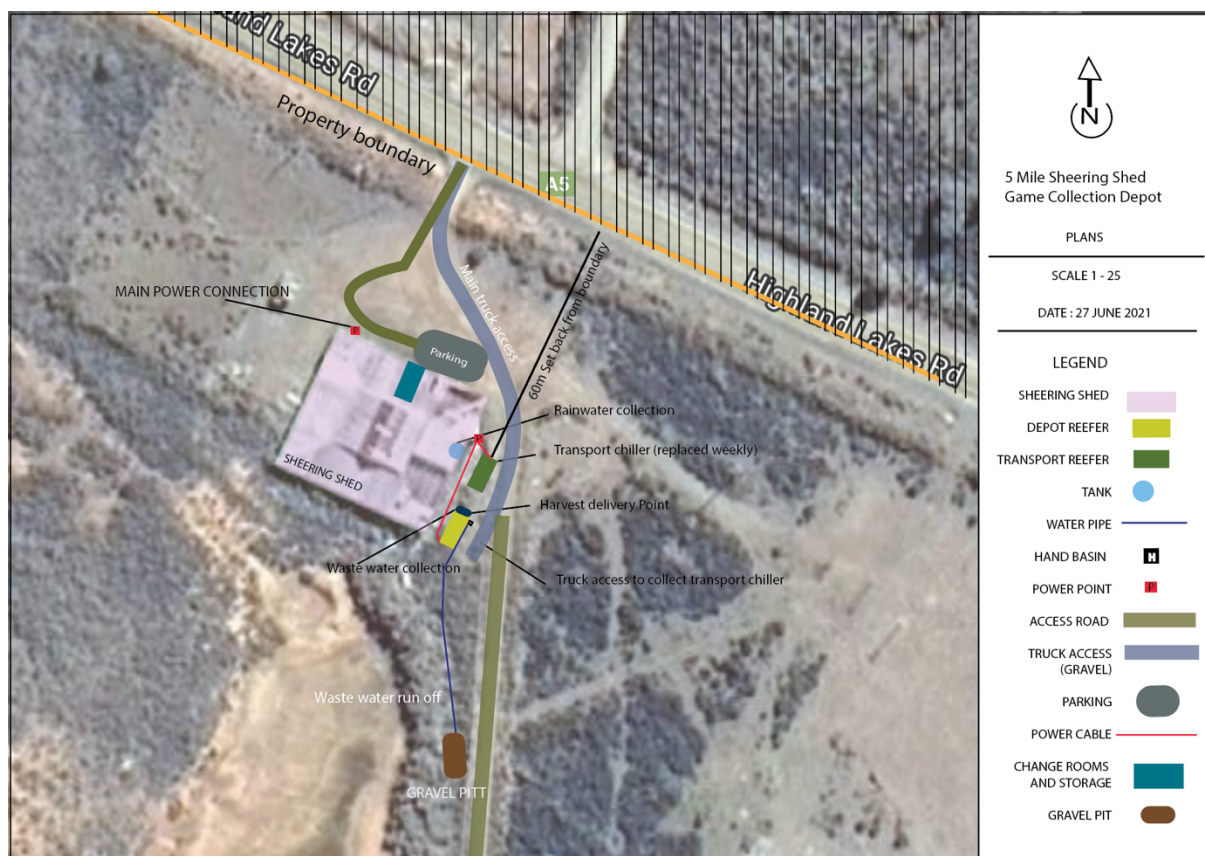 and Lakes Rd
Property boundary
A5
Highland Lakes Rd
MAIN POWER CONNECTION
P
Main truck access
60m Set back from boundary
Parking
Rainwater collection
P
Transport chiller (replaced weekly)
SHEERING SHED
Harvest delivery Point
Waste water collection
Truck access to collect transport chiller
Waste water run off
GRAVEL PITT
N
5 Mile Sheering Shed
Game Collection Depot
PLANS
SCALE 1 - 25
DATE : 27 JUNE 2021
LEGEND
SHEERING SHED
DEPOT REEFER
TRANSPORT REEFER
TANK
WATER PIPE
HAND BASIN
H
POWER POINT
P
ACCESS ROAD
TRUCK ACCESS
(GRAVEL)
PARKING
POWER CABLE
CHANGE ROOMS
AND STORAGE
GRAVEL PIT